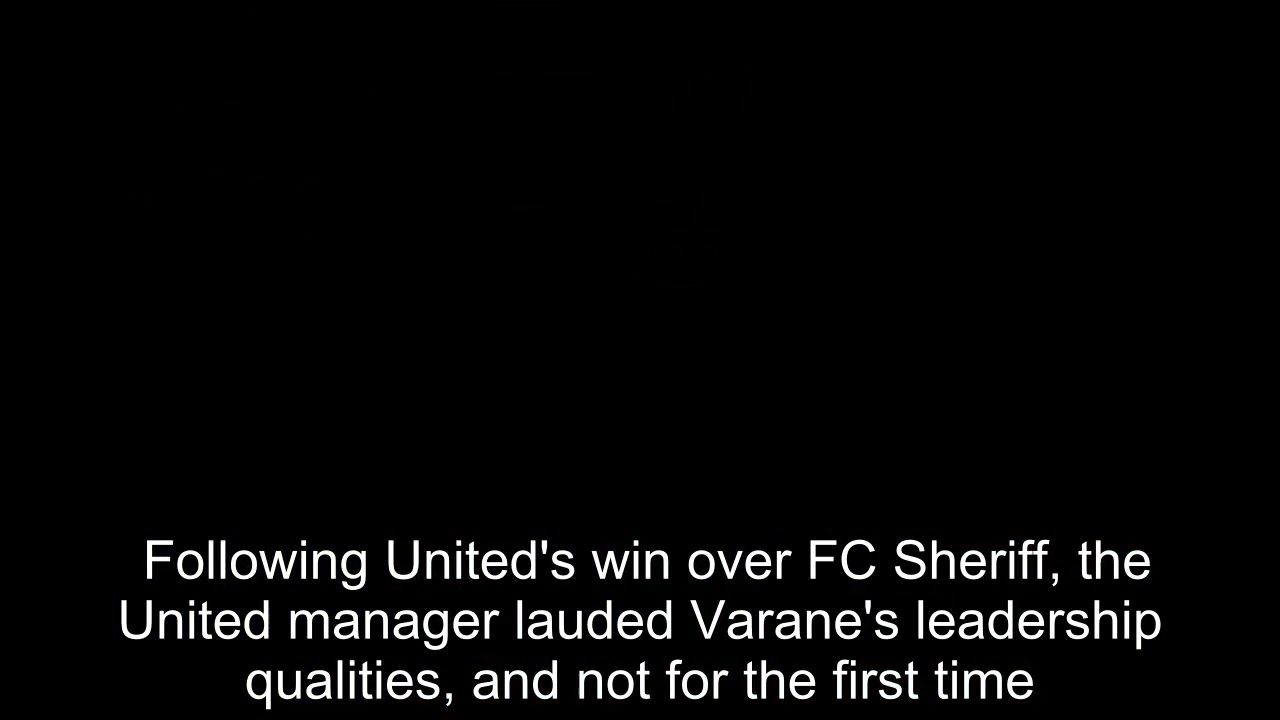 Following United's win over FC Sheriff, the
United manager lauded Varane's leadership
qualities, and not for the first time